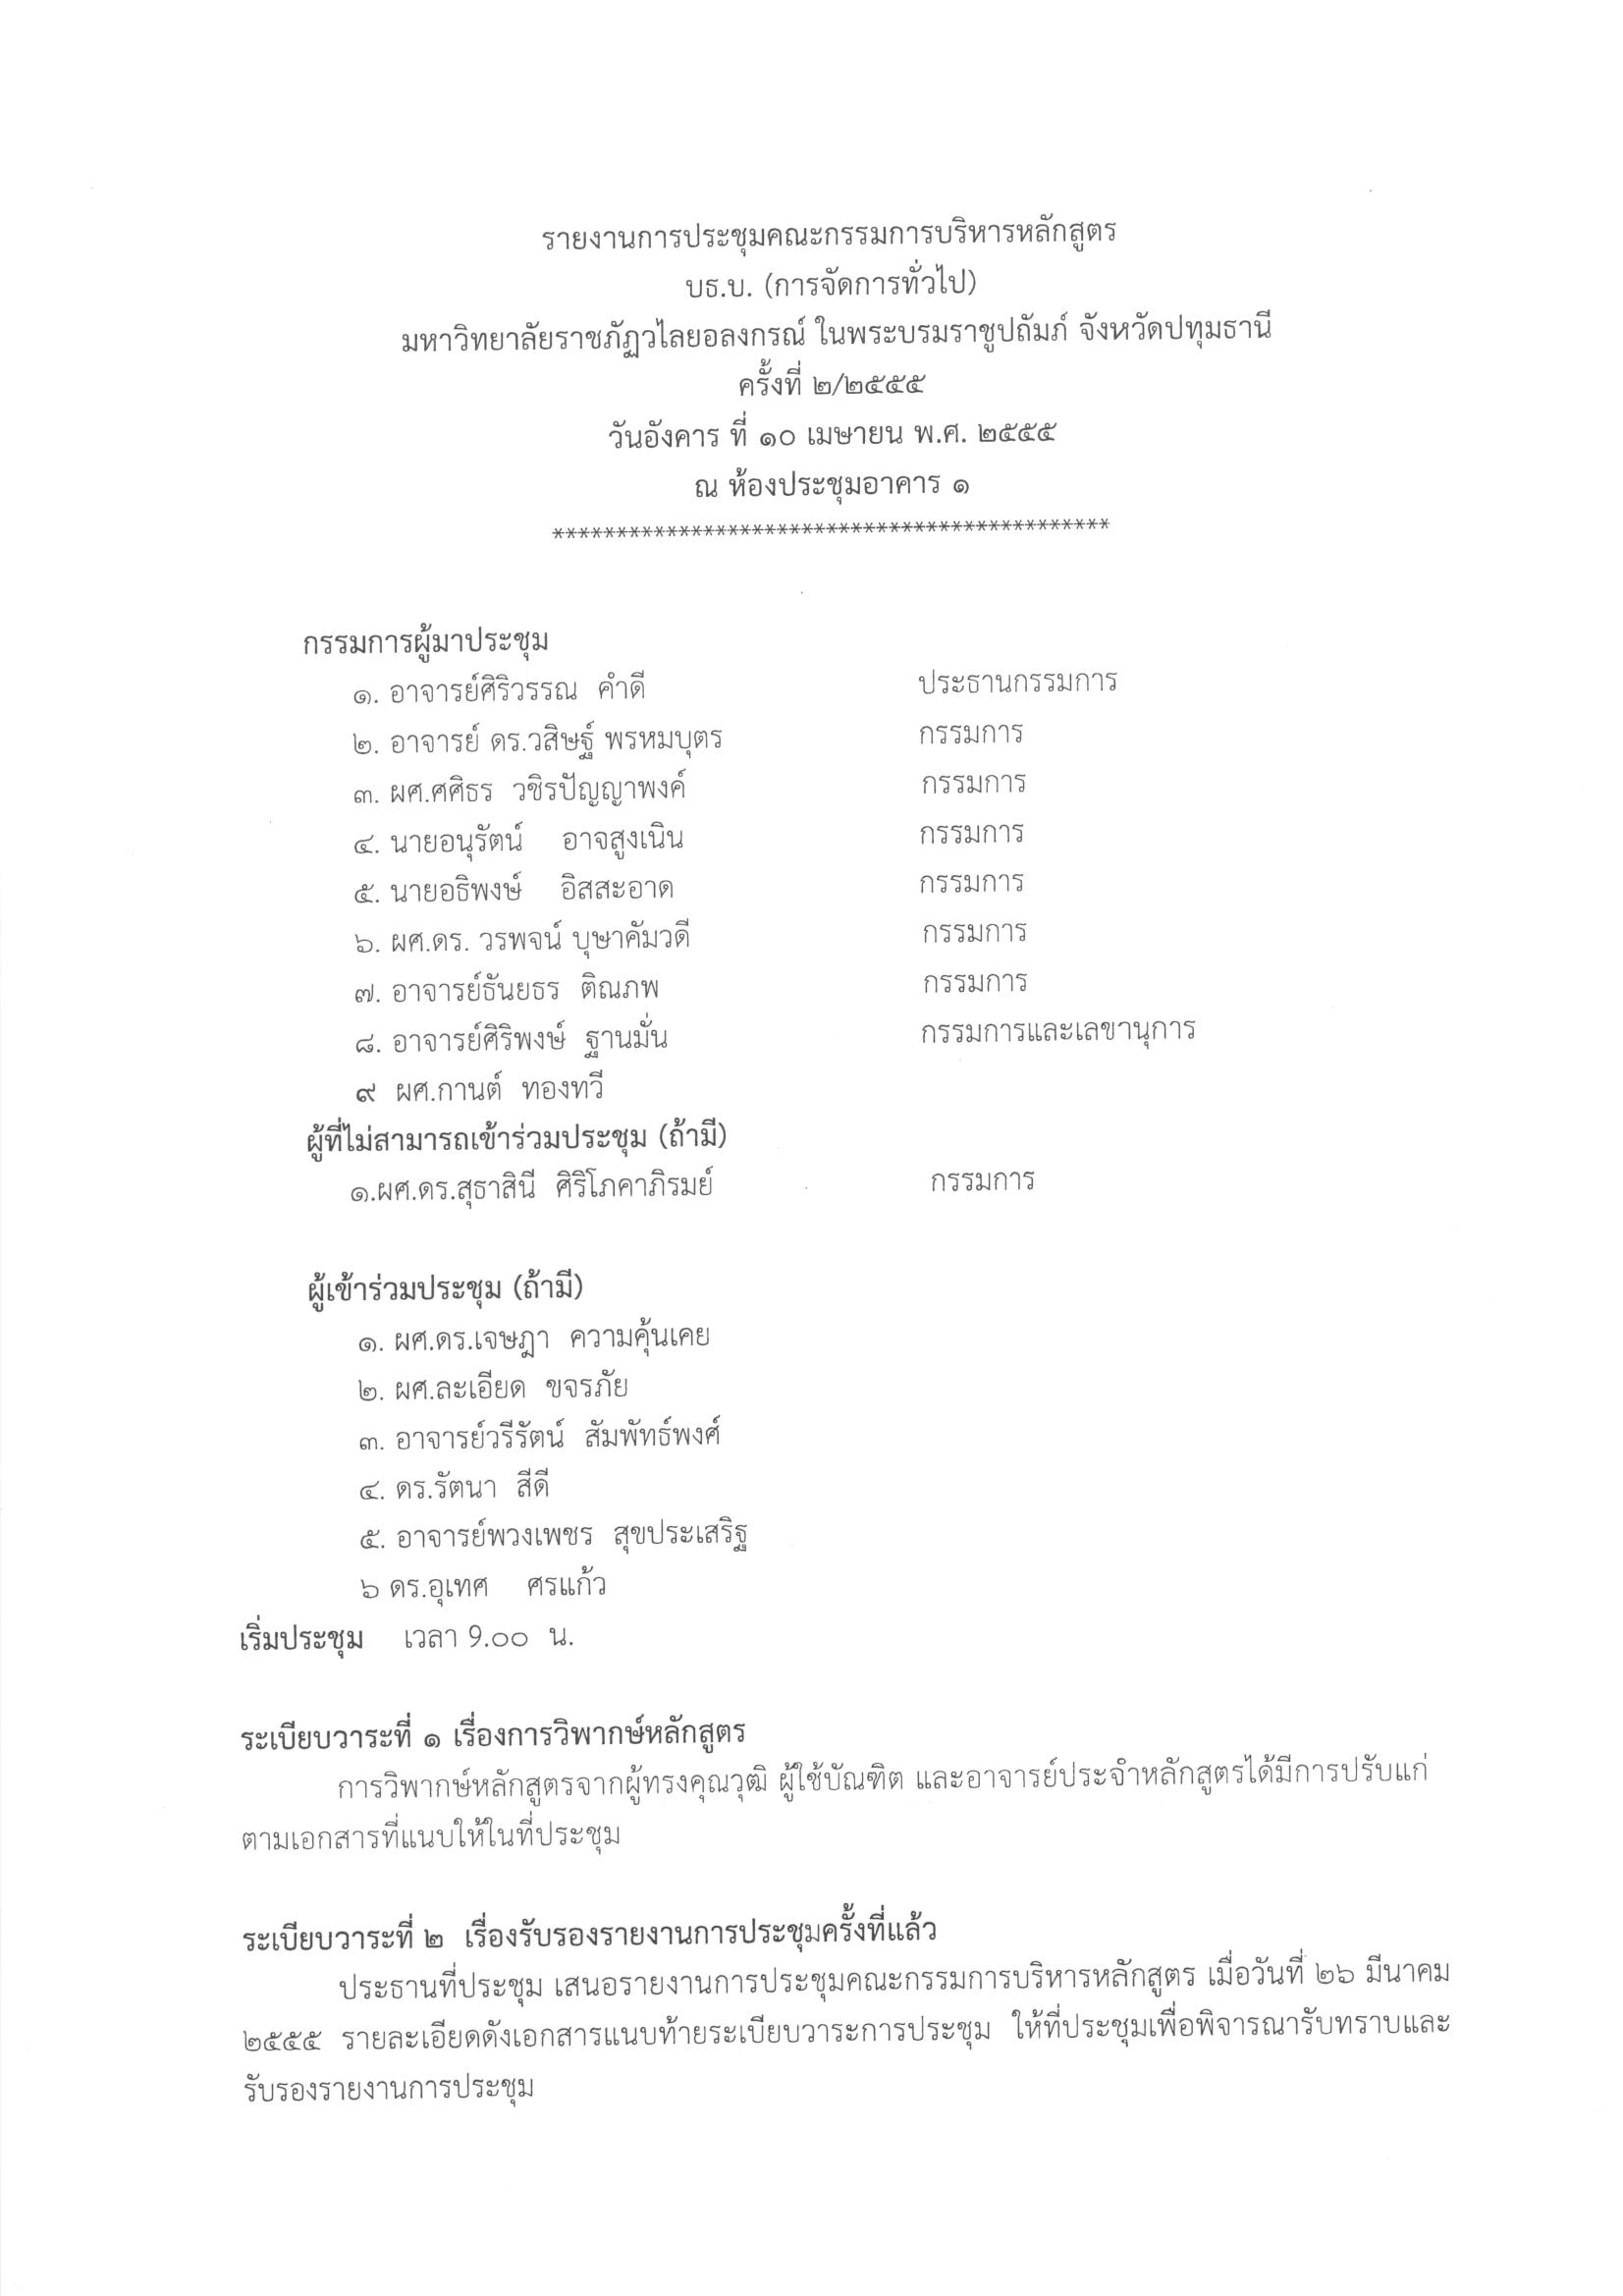 รายงานการประชุมคณะกรรมการบริหารหลักสูตร
บธ.บ. (การจัดการทั่วไป)
มหาวิทยาลัยราชภัฏวไลยอลงกรณ์ ในพระบรมราชูปถัมภ์ จังหวัดปทุมธานี
ครั้งที่ ๒/๒๕๕๕
วันอังคาร ที่ ๑๐ เมษายน พ.ศ. ๒๕๕๕
ณ ห้องประชุมอาคาร ๑
*********************************************
กรรมการผู้มาประชุม
๑. อาจารย์ศิริวรรณ คำดี ประธานกรรมการ
๒. อาจารย์ ดร.วสิษฐ์ พรหมบุตร กรรมการ
๓. ผศ.ศศิธร วชิรปัญญาพงค์ กรรมการ
๔. นายอนุรัตน์ อาจสูงเนิน กรรมการ
๕. นายอธิพงษ์ อิสสะอาด กรรมการ
๖. ผศ.ดร. วรพจน์ บุษาคัมวดี กรรมการ
๗. อาจารย์ธันยธร ติณภพ กรรมการ
๘. อาจารย์ศิริพงษ์ ฐานมั่น กรรมการและเลขานุการ
๙ ผศ.กานต์ ทองทวี
ผู้ที่ไม่สามารถเข้าร่วมประชุม (ถ้ามี)
๑.ผศ.ดร.สุธาสินี ศิริโภคาภิรมย์ กรรมการ
ผู้เข้าร่วมประชุม (ถ้ามี)
๑. ผศ.ดร.เจษฎา ความคุ้นเคย
๒. ผศ.ละเอียด ขจรภัย
๓. อาจารย์วรีรัตน์ สัมพัทธ์พงศ์
๔. ดร.รัตนา สีดี
๕. อาจารย์พวงเพชร สุขประเสริฐ
๖ ดร.อุเทศ ศรแก้ว
เริ่มประชุม เวลา 9.๐๐ น.
ระเบียบวาระที่ ๑ เรื่องการวิพากษ์หลักสูตร
การวิพากษ์หลักสูตรจากผู้ทรงคุณวุฒิ ผู้ใช้บัณฑิต และอาจารย์ประจำหลักสูตรได้มีการปรับแก่
ตามเอกสารที่แนบให้ในที่ประชุม
ระเบียบวาระที่ ๒ เรื่องรับรองรายงานการประชุมครั้งที่แล้ว
ประธานที่ประชุม เสนอรายงานการประชุมคณะกรรมการบริหารหลักสูตร เมื่อวันที่ ๒๖ มีนาคม
๒๕๕๕ รายละเอียดดังเอกสารแนบท้ายระเบียบวาระการประชุม ให้ที่ประชุมเพื่อพิจารณารับทราบและ
รับรองรายงานการประชุม